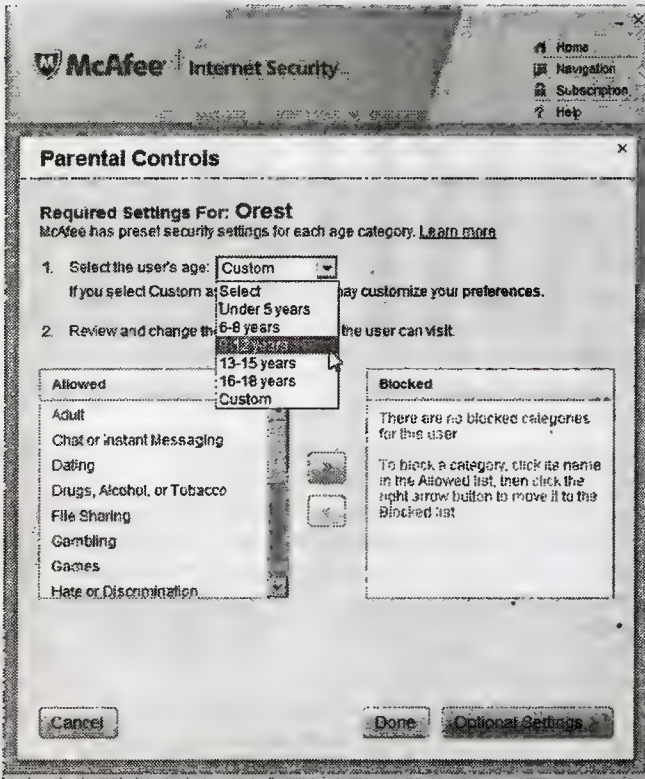 McAfee Internet Security
Home
Navigation
Subscription
? Help
Parental Controls
×
Required Settings For: Orest
McAfee has preset security settings for each age category. Learn more
1. Select the user's age: Custom
If you select Custom a
ay customize your preferences.
Select
Under 5 years
6-8 years
years
13-15 years
16-18 years
Custom
2. Review and change th
the user can visit.
Allowed
Adult
Chat or Instant Messaging
Dating
Drugs, Alcohol, or Tobacco
File Sharing
Gambling
Games
Hate or Discrimination
»
«
Blocked
There are no blocked categories
for this user
To block a category, click its name
in the Allowed list, then click the
right arrow button to move it to the
Blocked list
Cancel
Done
Optional Settings